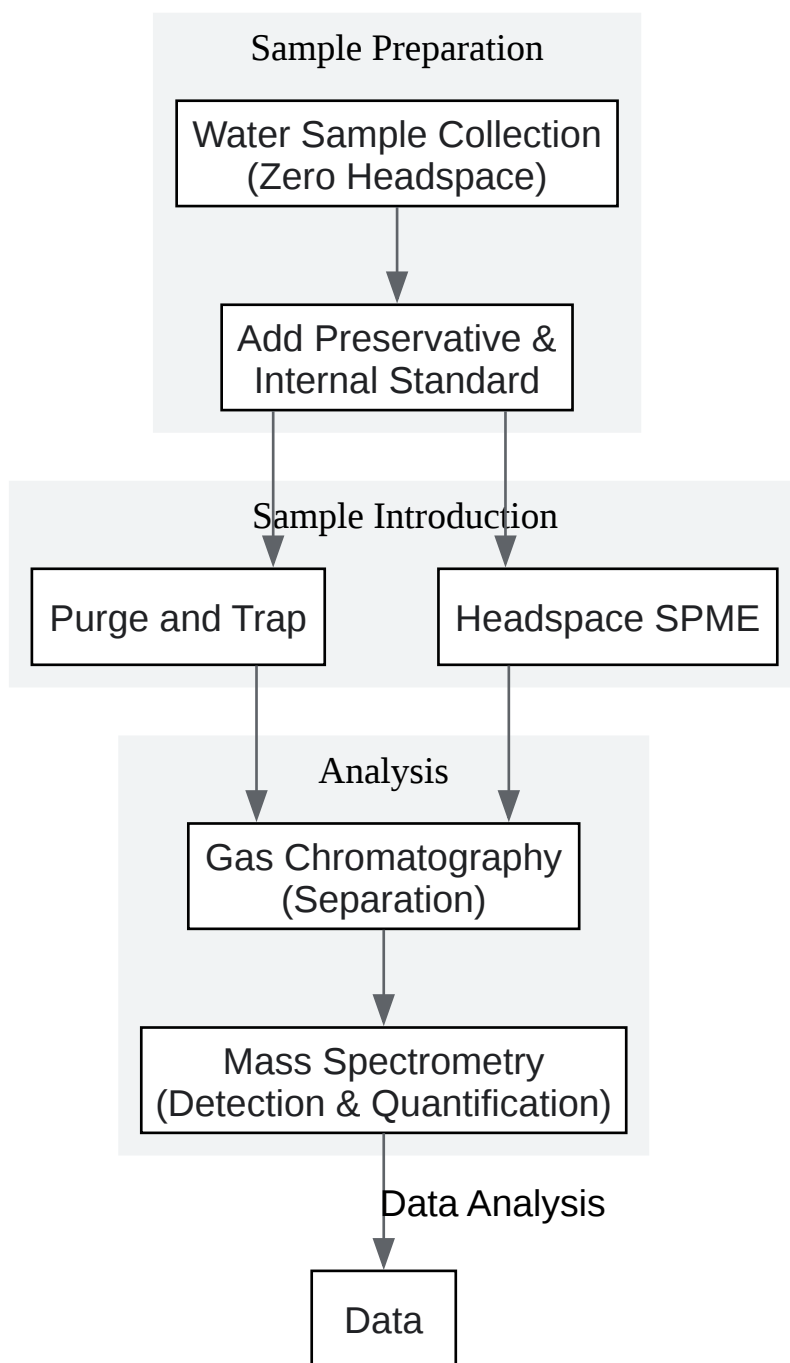 Sample Preparation
Water Sample Collection
(Zero Headspace)
Add Preservative &
Internal Standard
Sample Introduction
Purge and Trap
Headspace SPME
Analysis
Gas Chromatography
(Separation)
Mass Spectrometry
(Detection & Quantification)
Data Analysis
Data